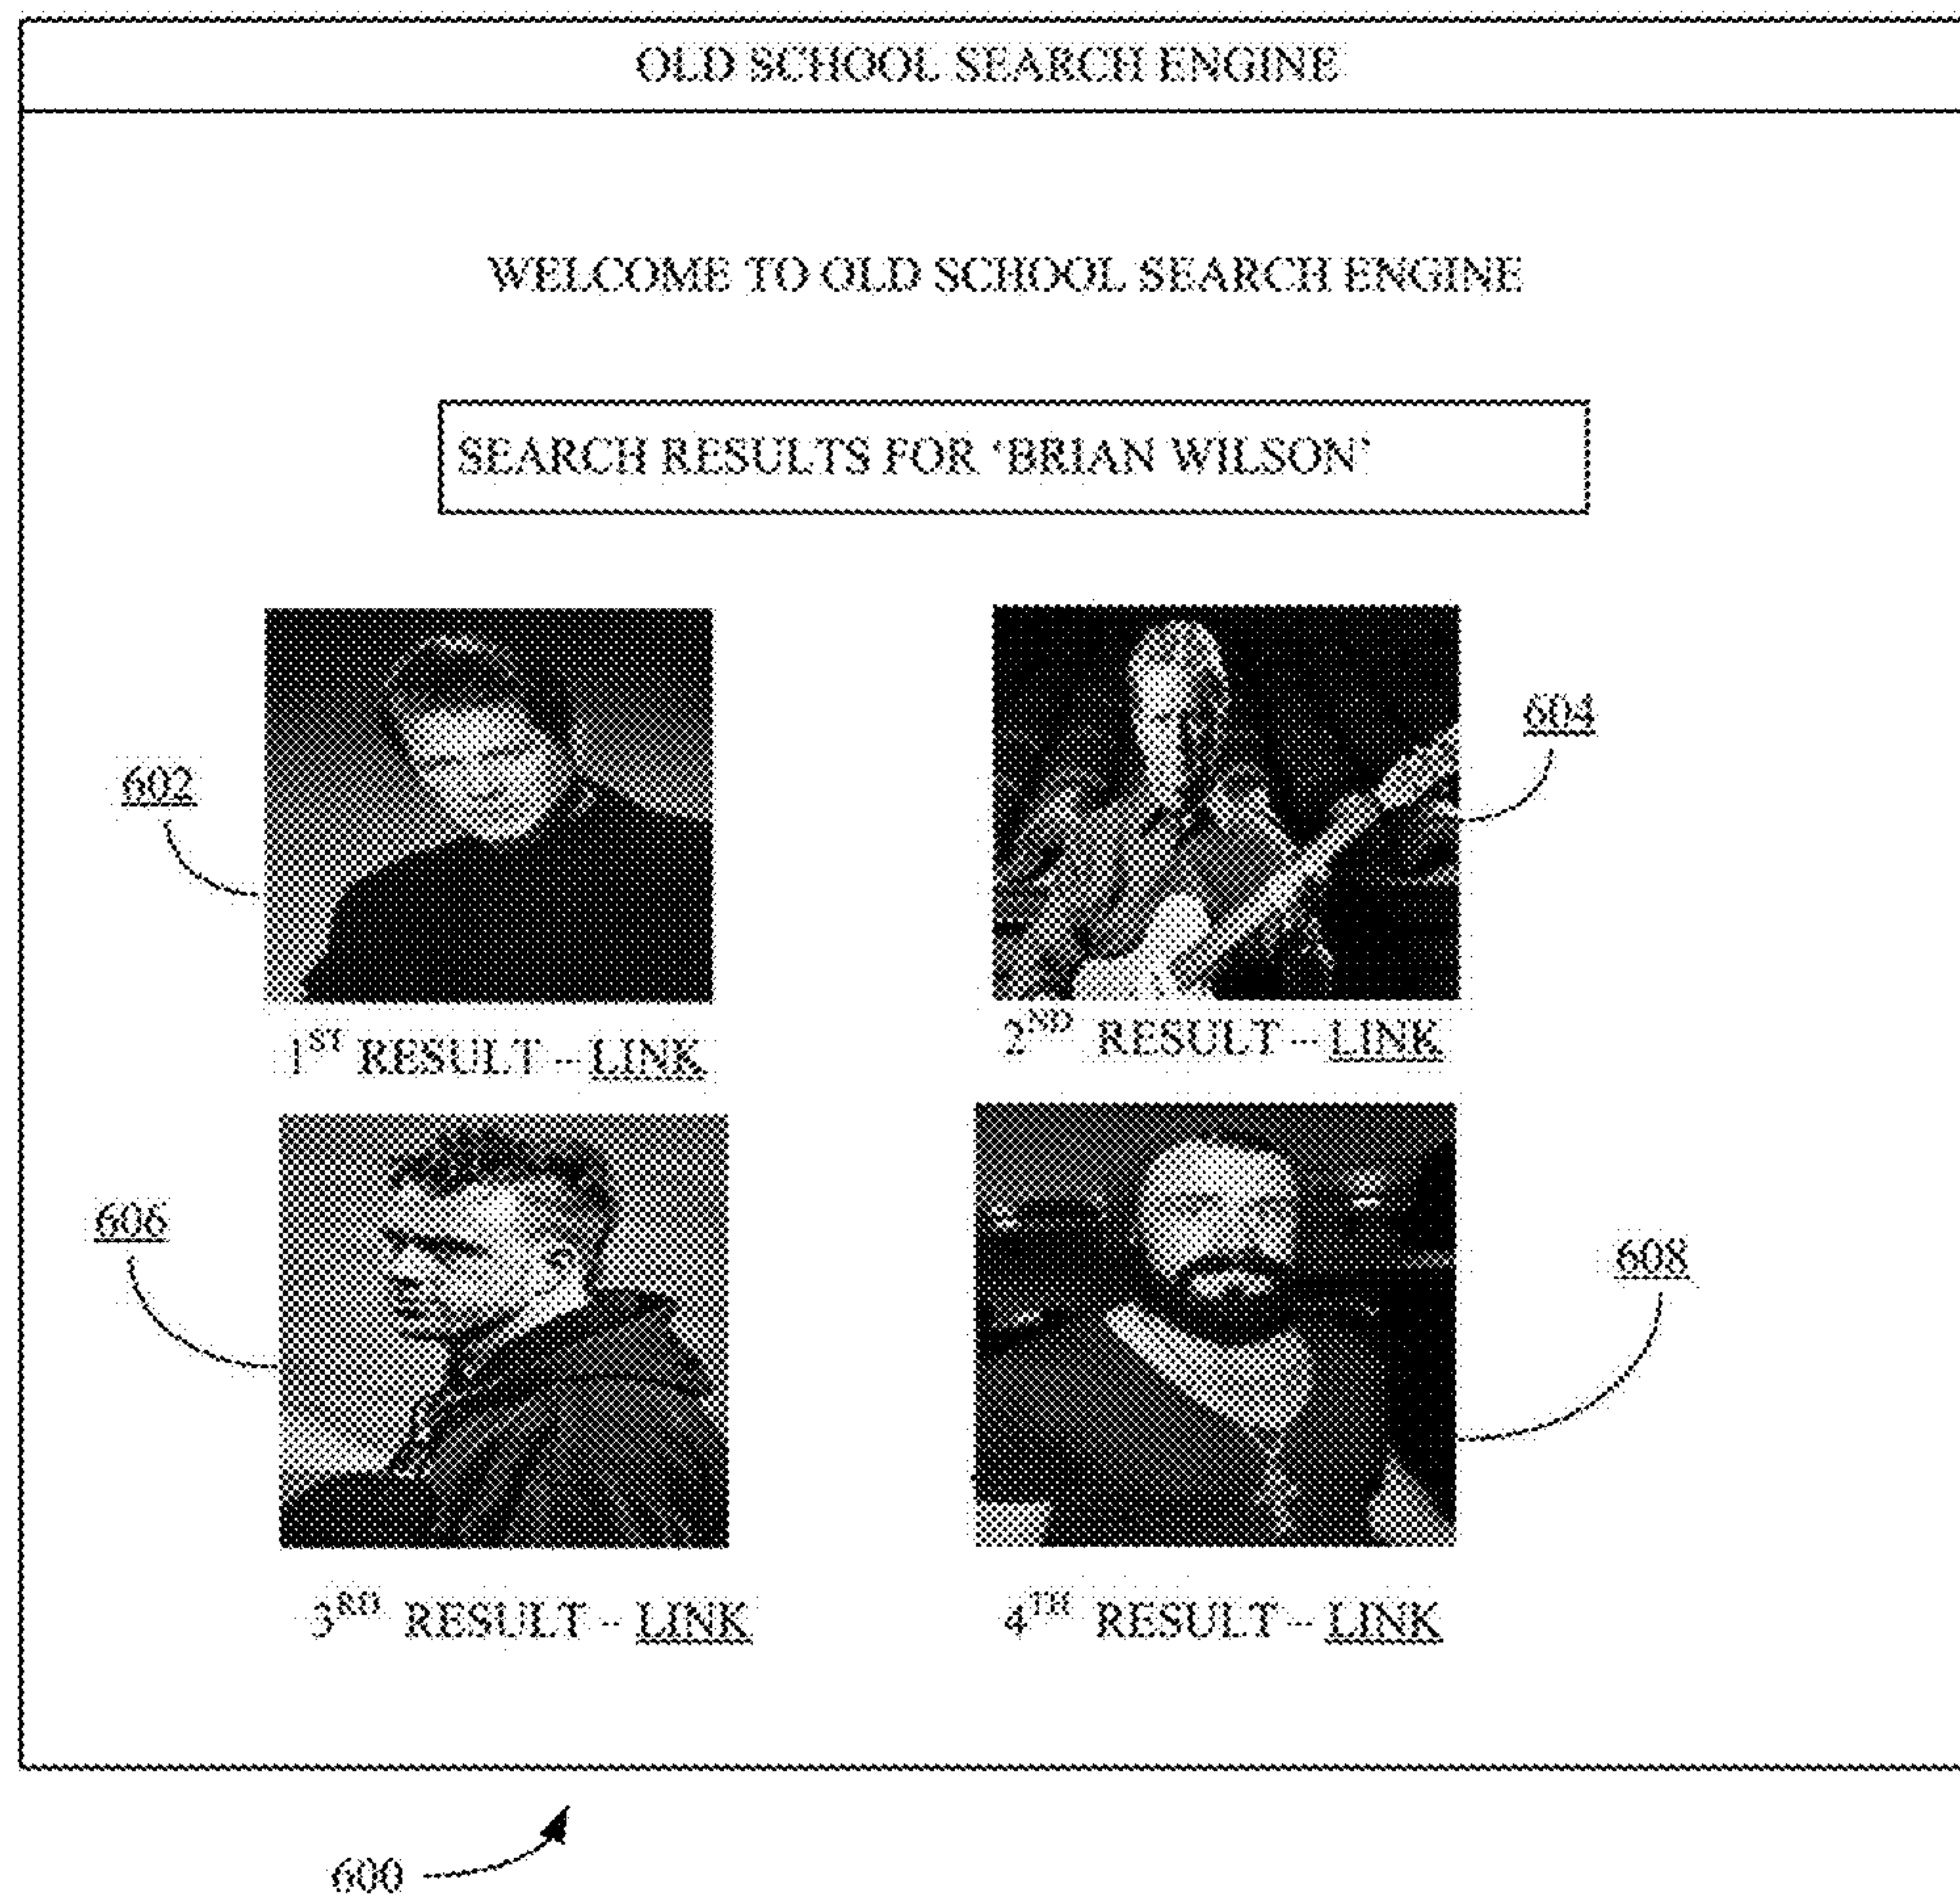 OLD SCHOOL SEARCH ENGINE
WELCOME TO OLD SCHOOL SEARCH ENGINE
SEARCH RESULTS FOR ‘BRIAN WILSON’
604
602
1ST RESULT -- LINK
2ND RESULT -- LINK
606
608
3RD RESULT -- LINK
4TH RESULT -- LINK
600